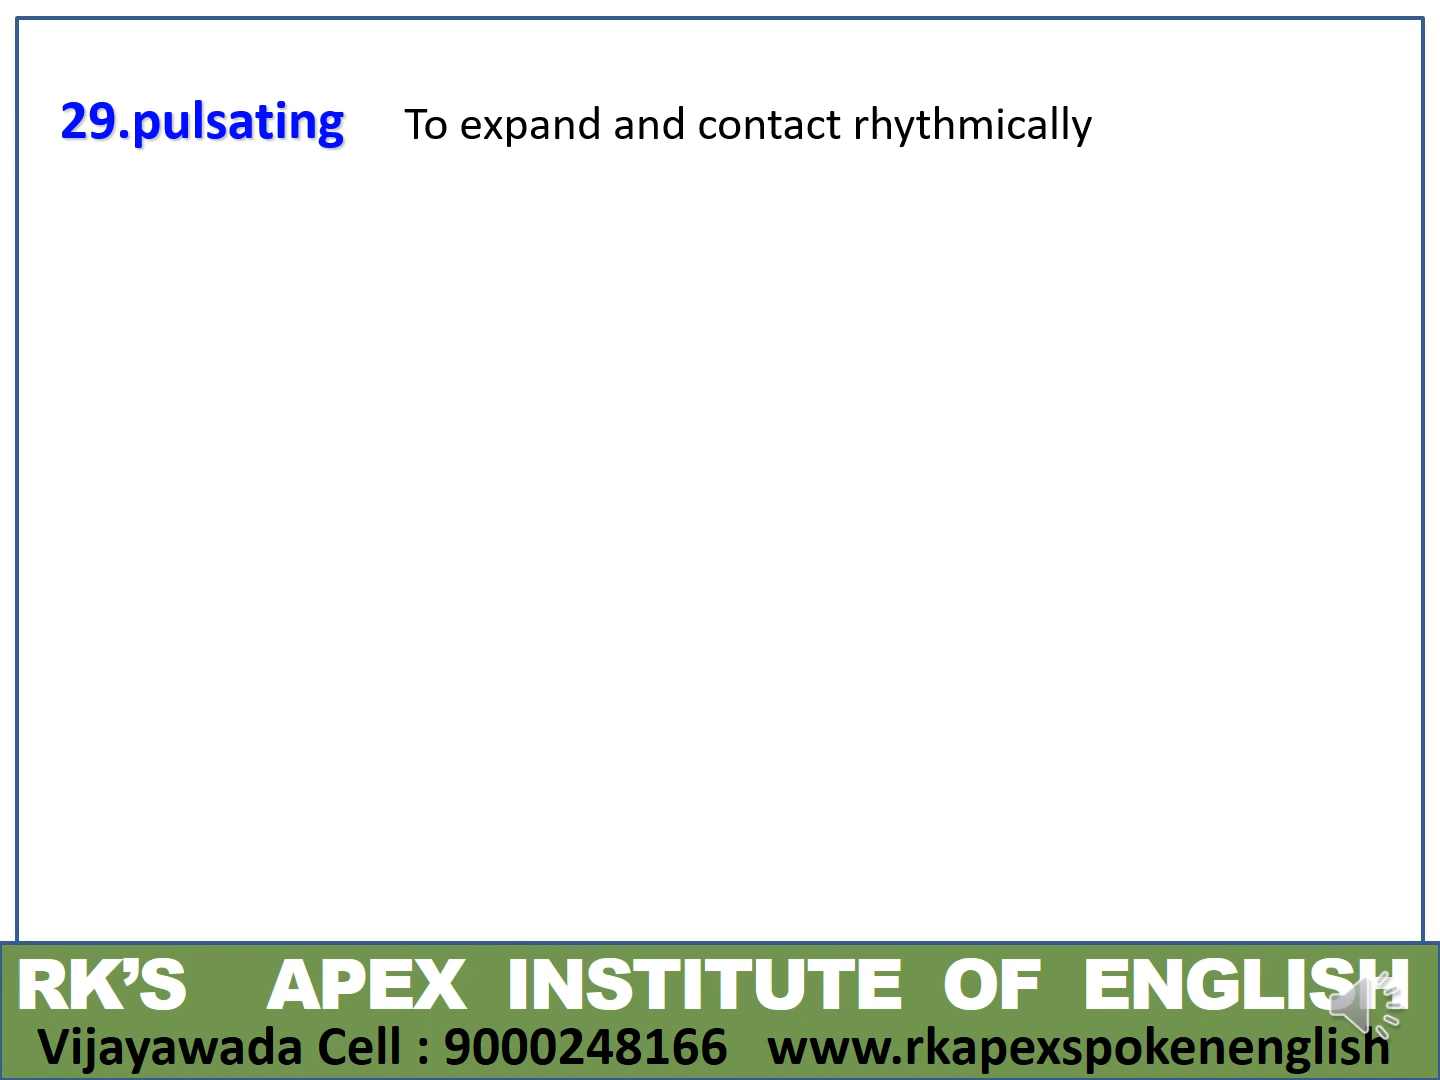 29.pulsating To expand and contact rhythmically
RK’S APEX INSTITUTE OF ENGLISH
Vijayawada Cell : 9000248166 www.rkapexspokenenglish